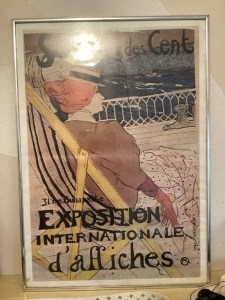 des Cent
31 rue Bonaparte
EXPOSITION
INTERNATIONALE
d'affiches